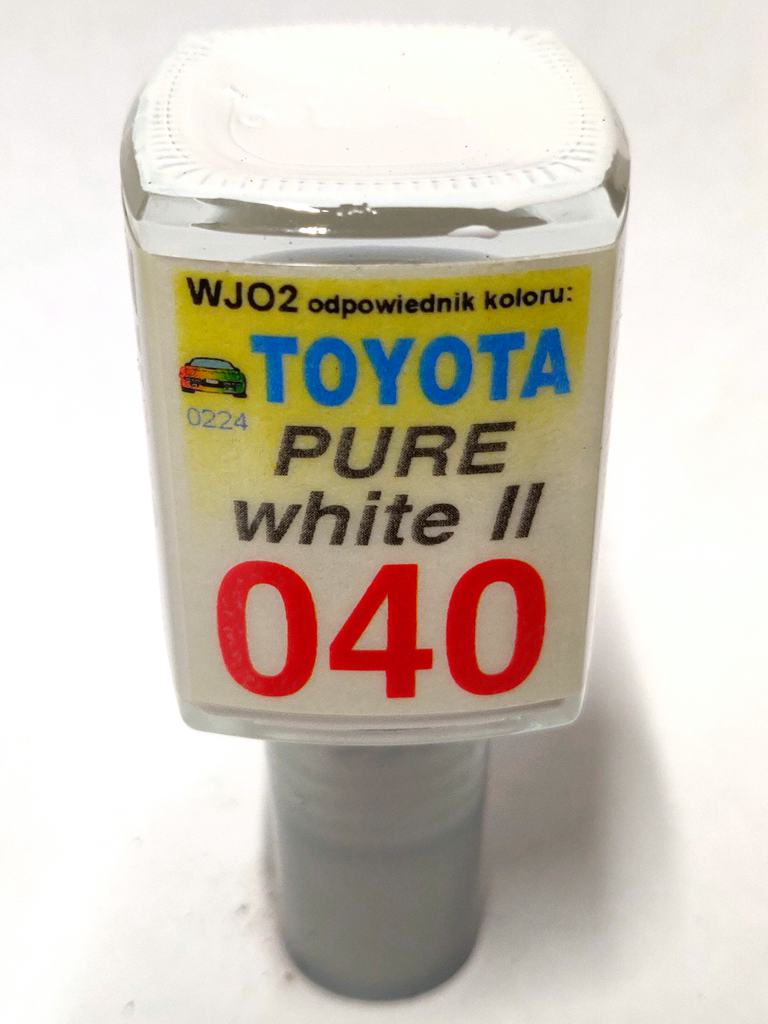 WJO2 odpowiednik koloru:
TOYOTA
0224
PURE
white II
040